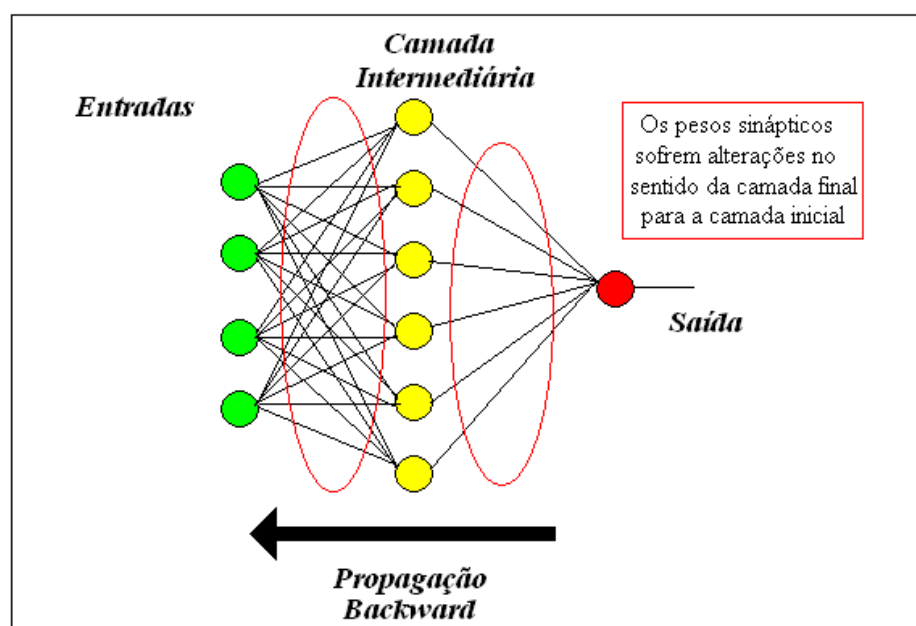 Camada
Intermediária
Entradas
Os pesos sinápticos
sofrem alterações no
sentido da camada final
para a camada inicial
Saída
Propagação
Backward